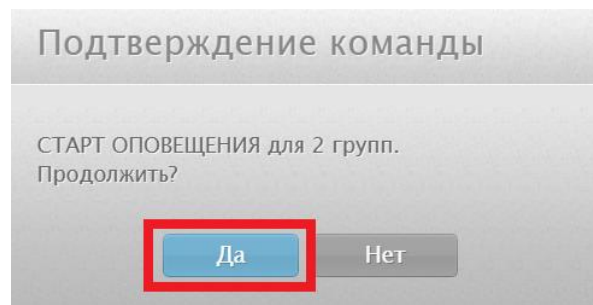 Подтверждение команды
СТАРТ ОПОВЕЩЕНИЯ для 2 групп.
Продолжить?
Да Нет